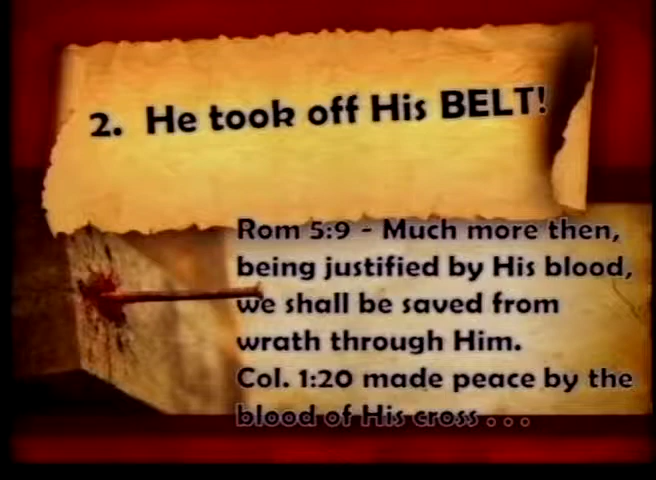 2. He took off His BELT!
Rom 5:9 - Much more then,
being justified by His blood,
we shall be saved from
wrath through Him.
Col. 1:20 made peace by the
blood of His cross . . .